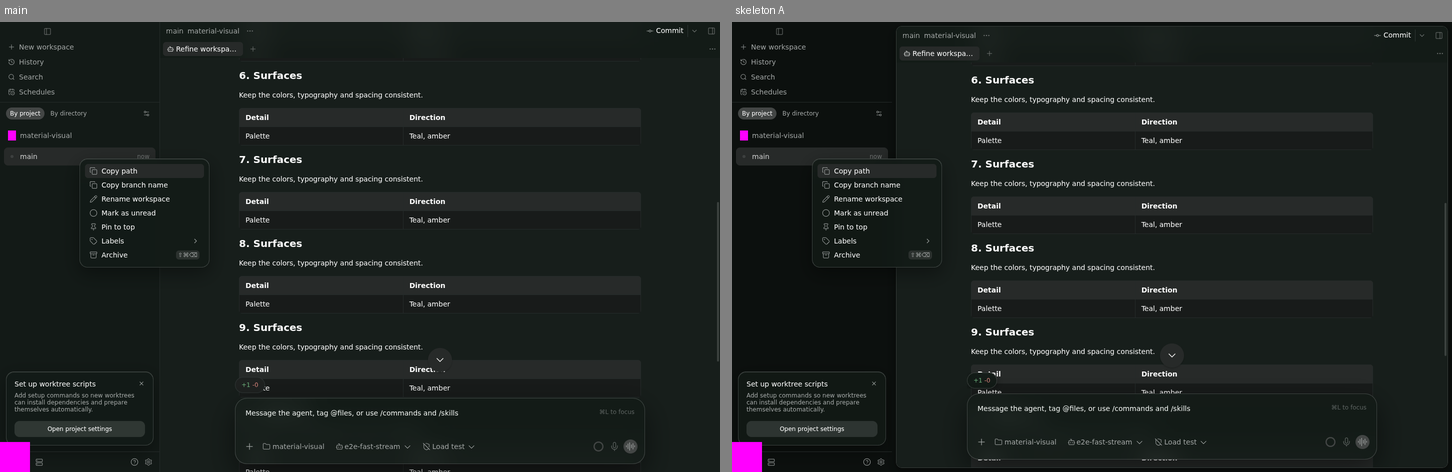 main
New workspace
History
Search
Schedules
By project By directory
material-visual
main now
Copy path
Copy branch name
Rename workspace
Mark as unread
Pin to top
Labels
Archive ⇧⌘⌫
Set up worktree scripts
Add setup commands so new worktrees
can install dependencies and prepare
themselves automatically.
Open project settings
main material-visual ... Commit
Refine workspa...
6. Surfaces
Keep the colors, typography and spacing consistent.
Detail Direction
Palette Teal, amber
7. Surfaces
Keep the colors, typography and spacing consistent.
Detail Direction
Palette Teal, amber
8. Surfaces
Keep the colors, typography and spacing consistent.
Detail Direction
Palette Teal, amber
9. Surfaces
Keep the colors, typography and spacing consistent.
Detail
+1 -0 Teal, amber
Message the agent, tag @files, or use /commands and /skills ⌘L to focus
material-visual e2e-fast-stream Load test
Palette Teal, amber
skeleton A
New workspace
History
Search
Schedules
By project By directory
material-visual
main now
Copy path
Copy branch name
Rename workspace
Mark as unread
Pin to top
Labels
Archive ⇧⌘⌫
Set up worktree scripts
Add setup commands so new worktrees
can install dependencies and prepare
themselves automatically.
Open project settings
main material-visual ... Commit
Refine workspa...
6. Surfaces
Keep the colors, typography and spacing consistent.
Detail Direction
Palette Teal, amber
7. Surfaces
Keep the colors, typography and spacing consistent.
Detail Direction
Palette Teal, amber
8. Surfaces
Keep the colors, typography and spacing consistent.
Detail Direction
Palette Teal, amber
9. Surfaces
Keep the colors, typography and spacing consistent.
Detail Direction
+1 -0
Palette Teal, amber
Message the agent, tag @files, or use /commands and /skills ⌘L to focus
material-visual e2e-fast-stream Load test